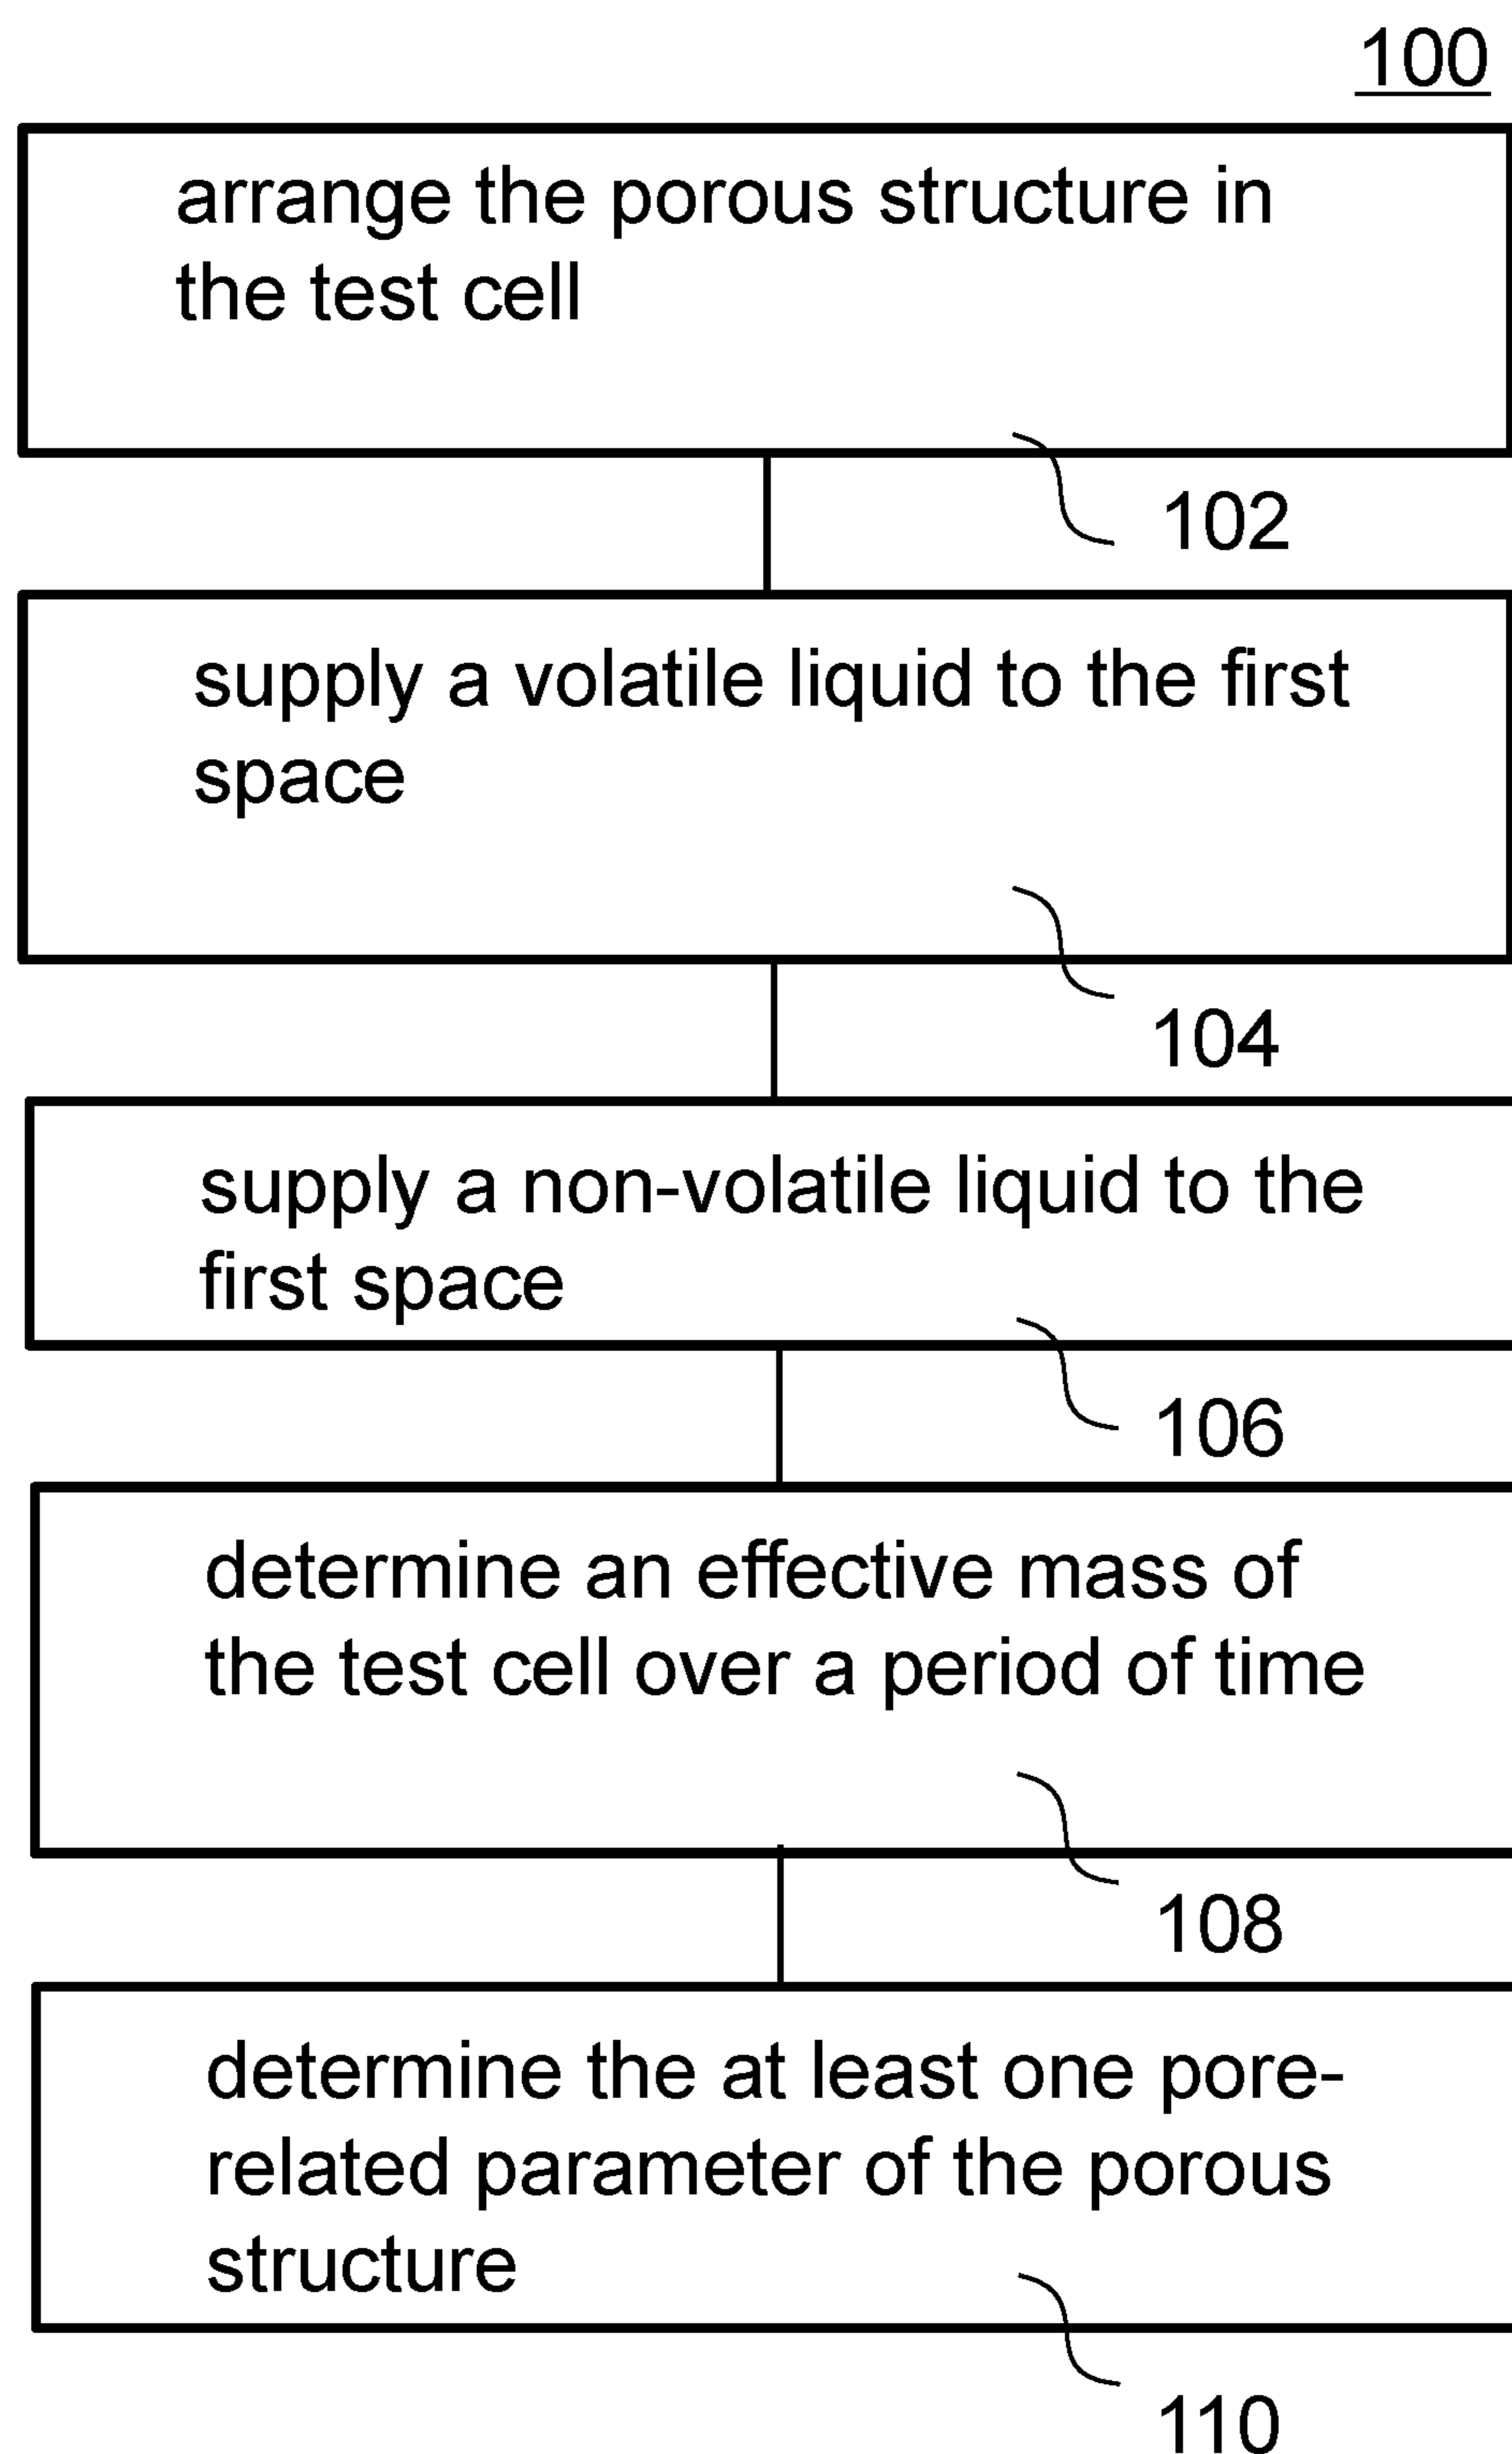 100
arrange the porous structure in
the test cell
102
supply a volatile liquid to the first
space
104
supply a non-volatile liquid to the
first space
106
determine an effective mass of
the test cell over a period of time
108
determine the at least one pore-
related parameter of the porous
structure
110